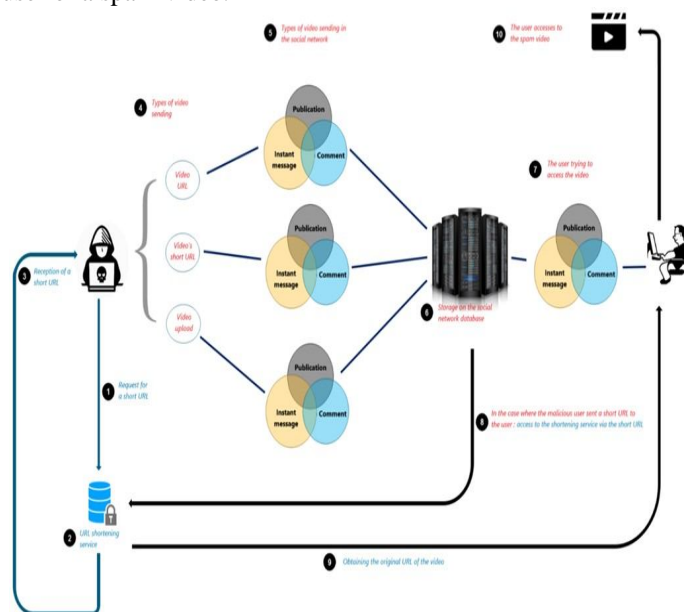 5 Types of video sending in
the social network
10 The user accesses to
the spam video
4 Types of video
sending
Publication
Instant
message
Comment
Video
URL
7 The user trying to
access the video
Publication
Instant
message
Comment
Publication
Instant
message
Comment
Video's
short URL
3 Reception of a
short URL
6 Storage on the social
network database
Video
upload
Publication
Instant
message
Comment
1 Request for
a short URL
8 In the case where the malicious user sent a short URL to
the user : access to the shortening service via the short URL
2 URL shortening
service
9 Obtaining the original URL of the video